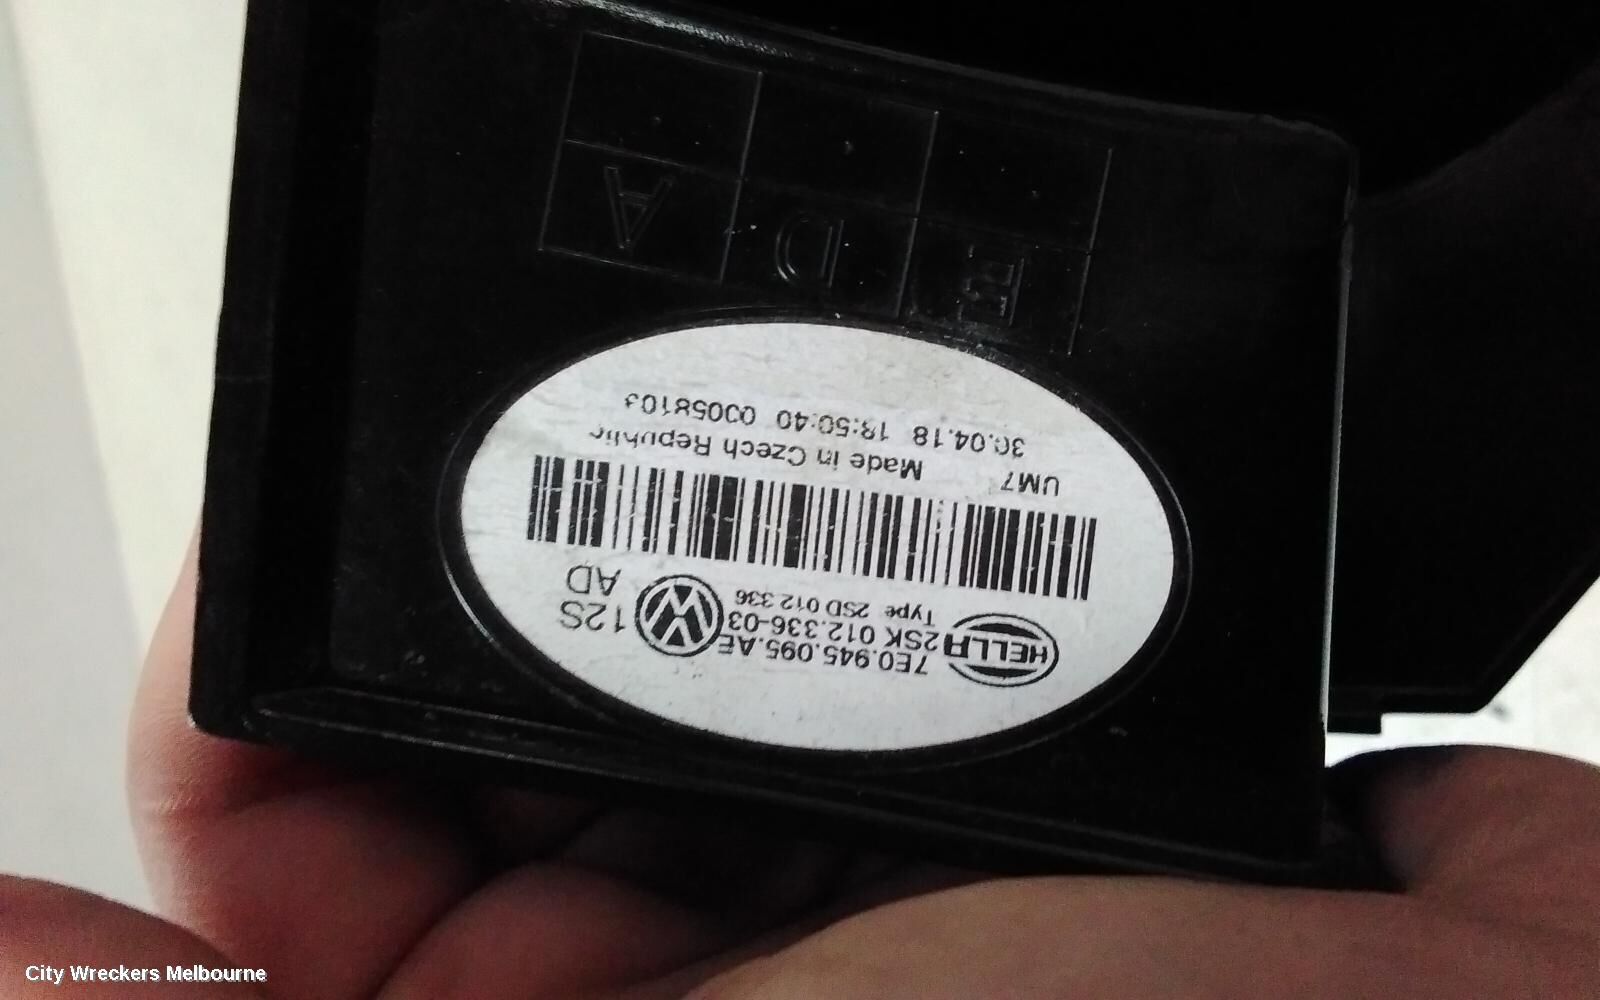 7E0.945.095.AE
HELLA 2SK 012.336-03 12S
Type 2SD 012 336 AD
UM7 Made in Czech Republic
30.04.18 18:50:40
E D A
City Wreckers Melbourne